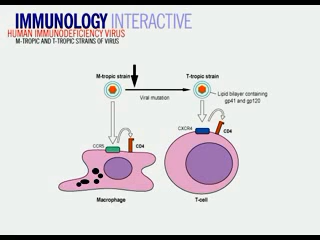 IMMUNOLOGY INTERACTIVE
HUMAN IMMUNODEFICIENCY VIRUS
M-TROPIC AND T-TROPIC STRAINS OF VIRUS
M-tropic strain
T-tropic strain
Viral mutation
Lipid bilayer containing
gp41 and gp120
CCR5
CD4
CXCR4
CD4
Macrophage
T-cell